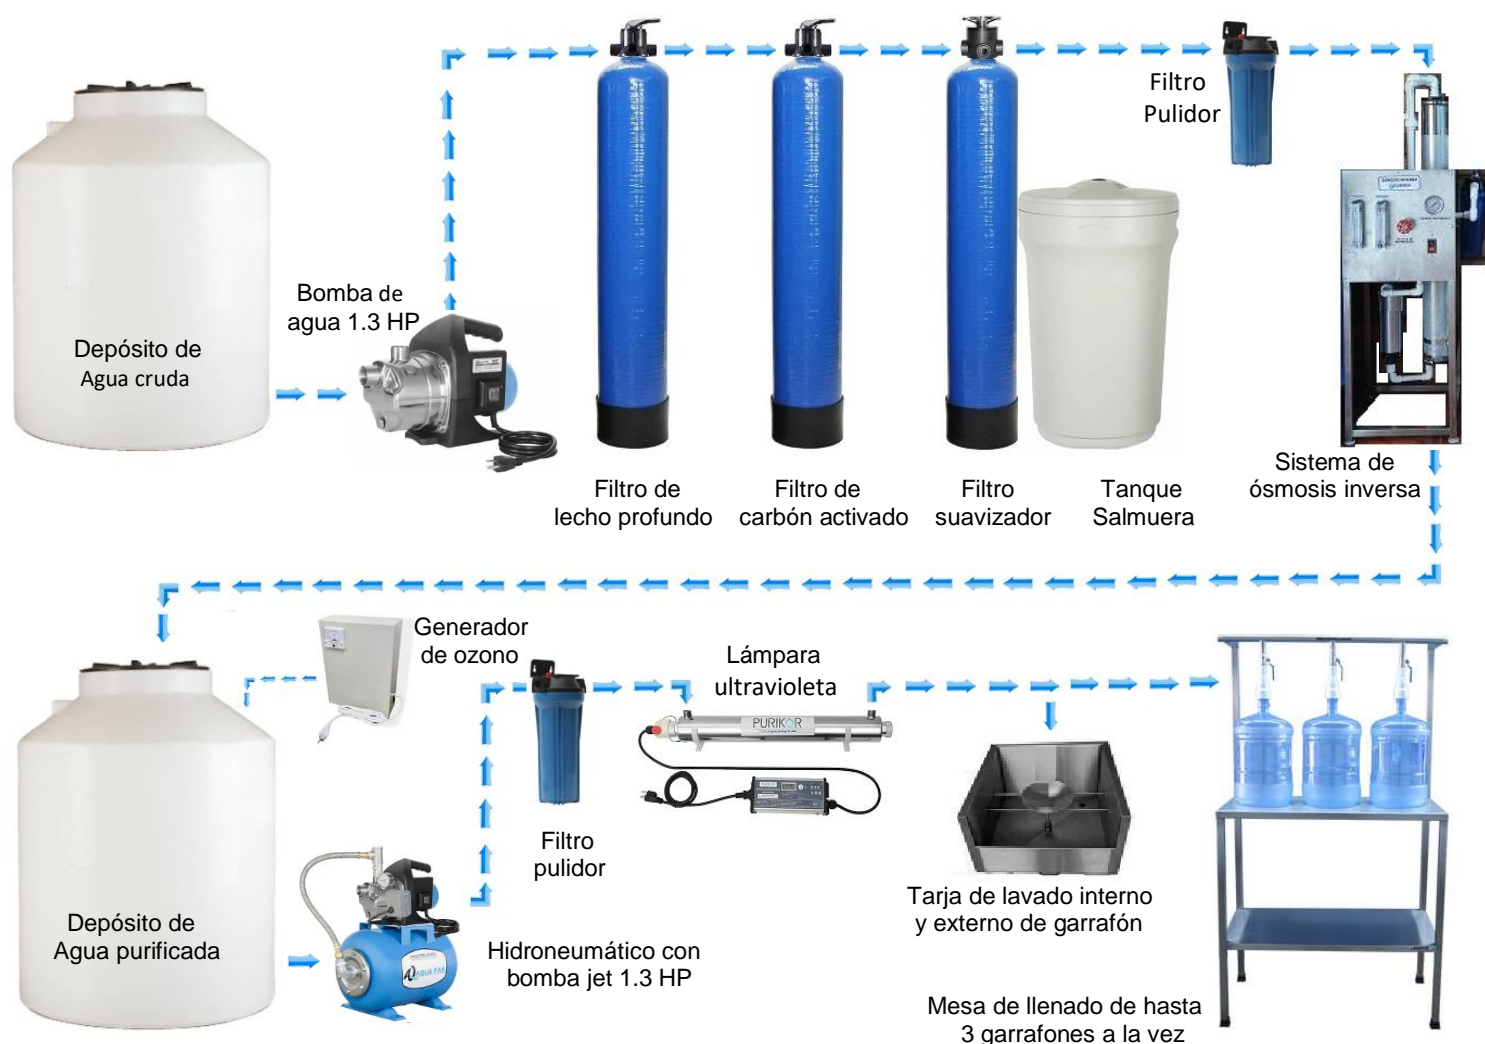 Filtro
Pulidor
Bomba de
agua 1.3 HP
Depósito de
Agua cruda
Filtro de
lecho profundo
Filtro de
carbón activado
Filtro
suavizador
Tanque
Salmuera
Sistema de
ósmosis inversa
Generador
de ozono
Lámpara
ultravioleta
PURIKOR
Filtro
pulidor
Depósito de
Agua purificada
AQUA PAK
Hidroneumático con
bomba jet 1.3 HP
Tarja de lavado interno
y externo de garrafón
Mesa de llenado de hasta
3 garrafones a la vez